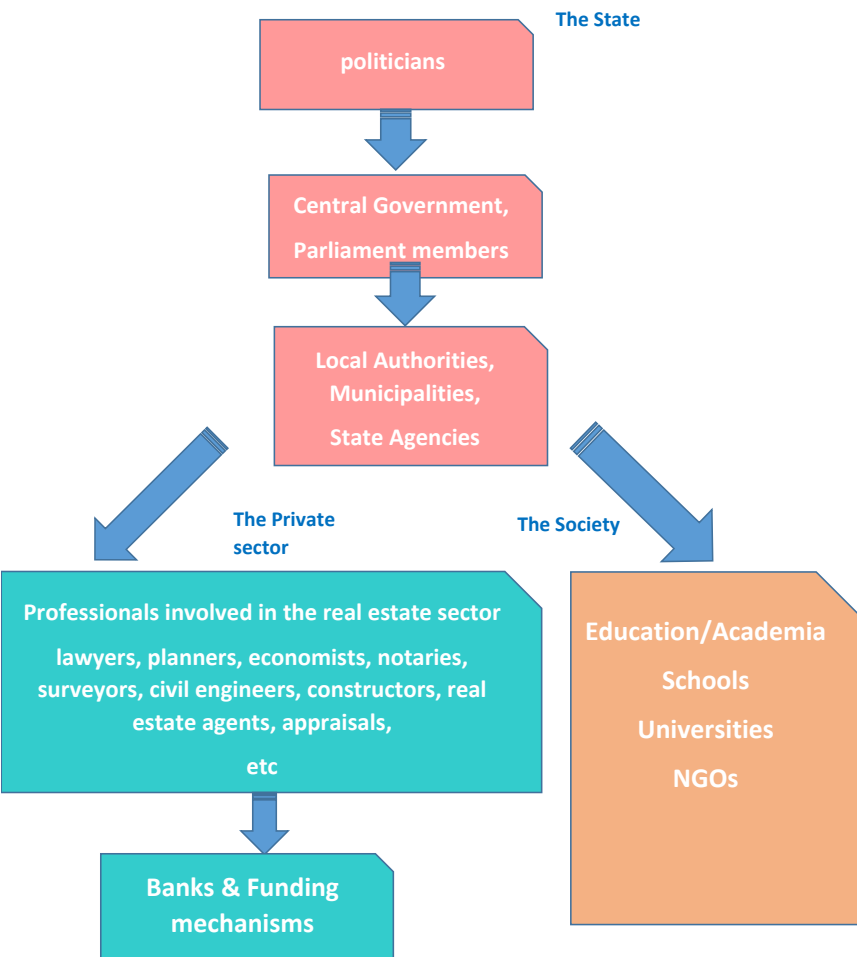 The State
politicians
Central Government,
Parliament members
Local Authorities,
Municipalities,
State Agencies
The Private
sector
The Society
Professionals involved in the real estate sector
lawyers, planners, economists, notaries,
surveyors, civil engineers, constructors, real
estate agents, appraisals,
etc
Education/Academia
Schools
Universities
NGOs
Banks & Funding
mechanisms